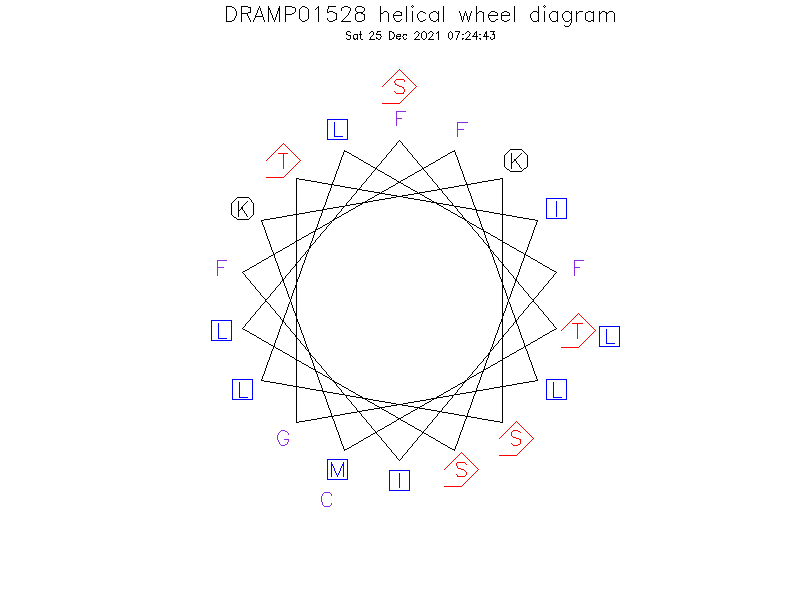 DRAMP01528 helical wheel diagram
Sat 25 Dec 2021 07:24:43
S
L F F
T K
K I
F F
L T L
L L
G S
M I S
C